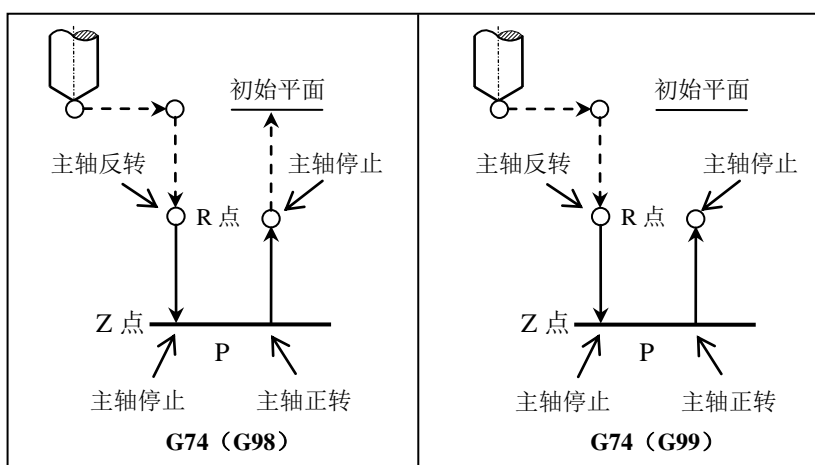 初始平面
主轴反转
主轴停止
R 点
Z 点
P
主轴停止
主轴正转
G74（G98）
初始平面
主轴反转
主轴停止
R 点
Z 点
P
主轴停止
主轴正转
G74（G99）